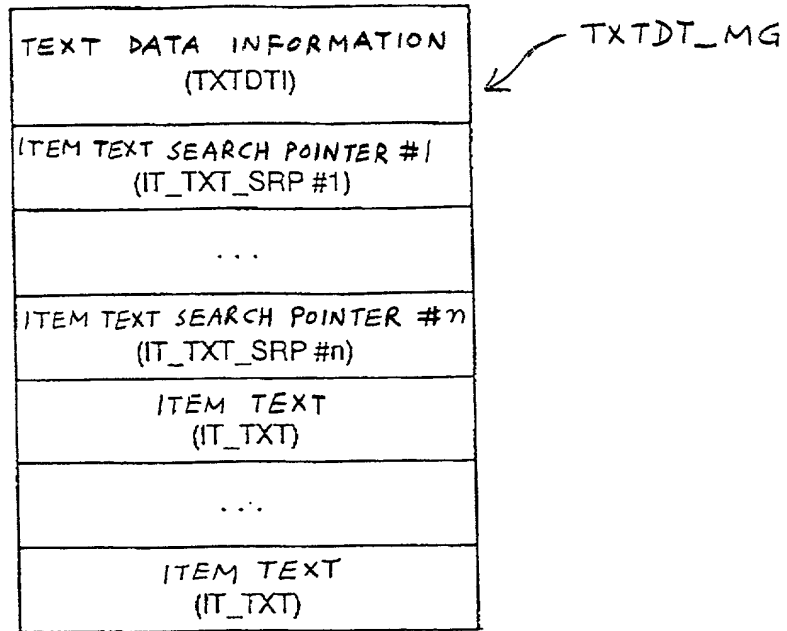 TEXT DATA INFORMATION
(TXTDTI)
TXTDT_MG
ITEM TEXT SEARCH POINTER #1
(IT_TXT_SRP #1)
...
ITEM TEXT SEARCH POINTER #n
(IT_TXT_SRP #n)
ITEM TEXT
(IT_TXT)
...
ITEM TEXT
(IT_TXT)